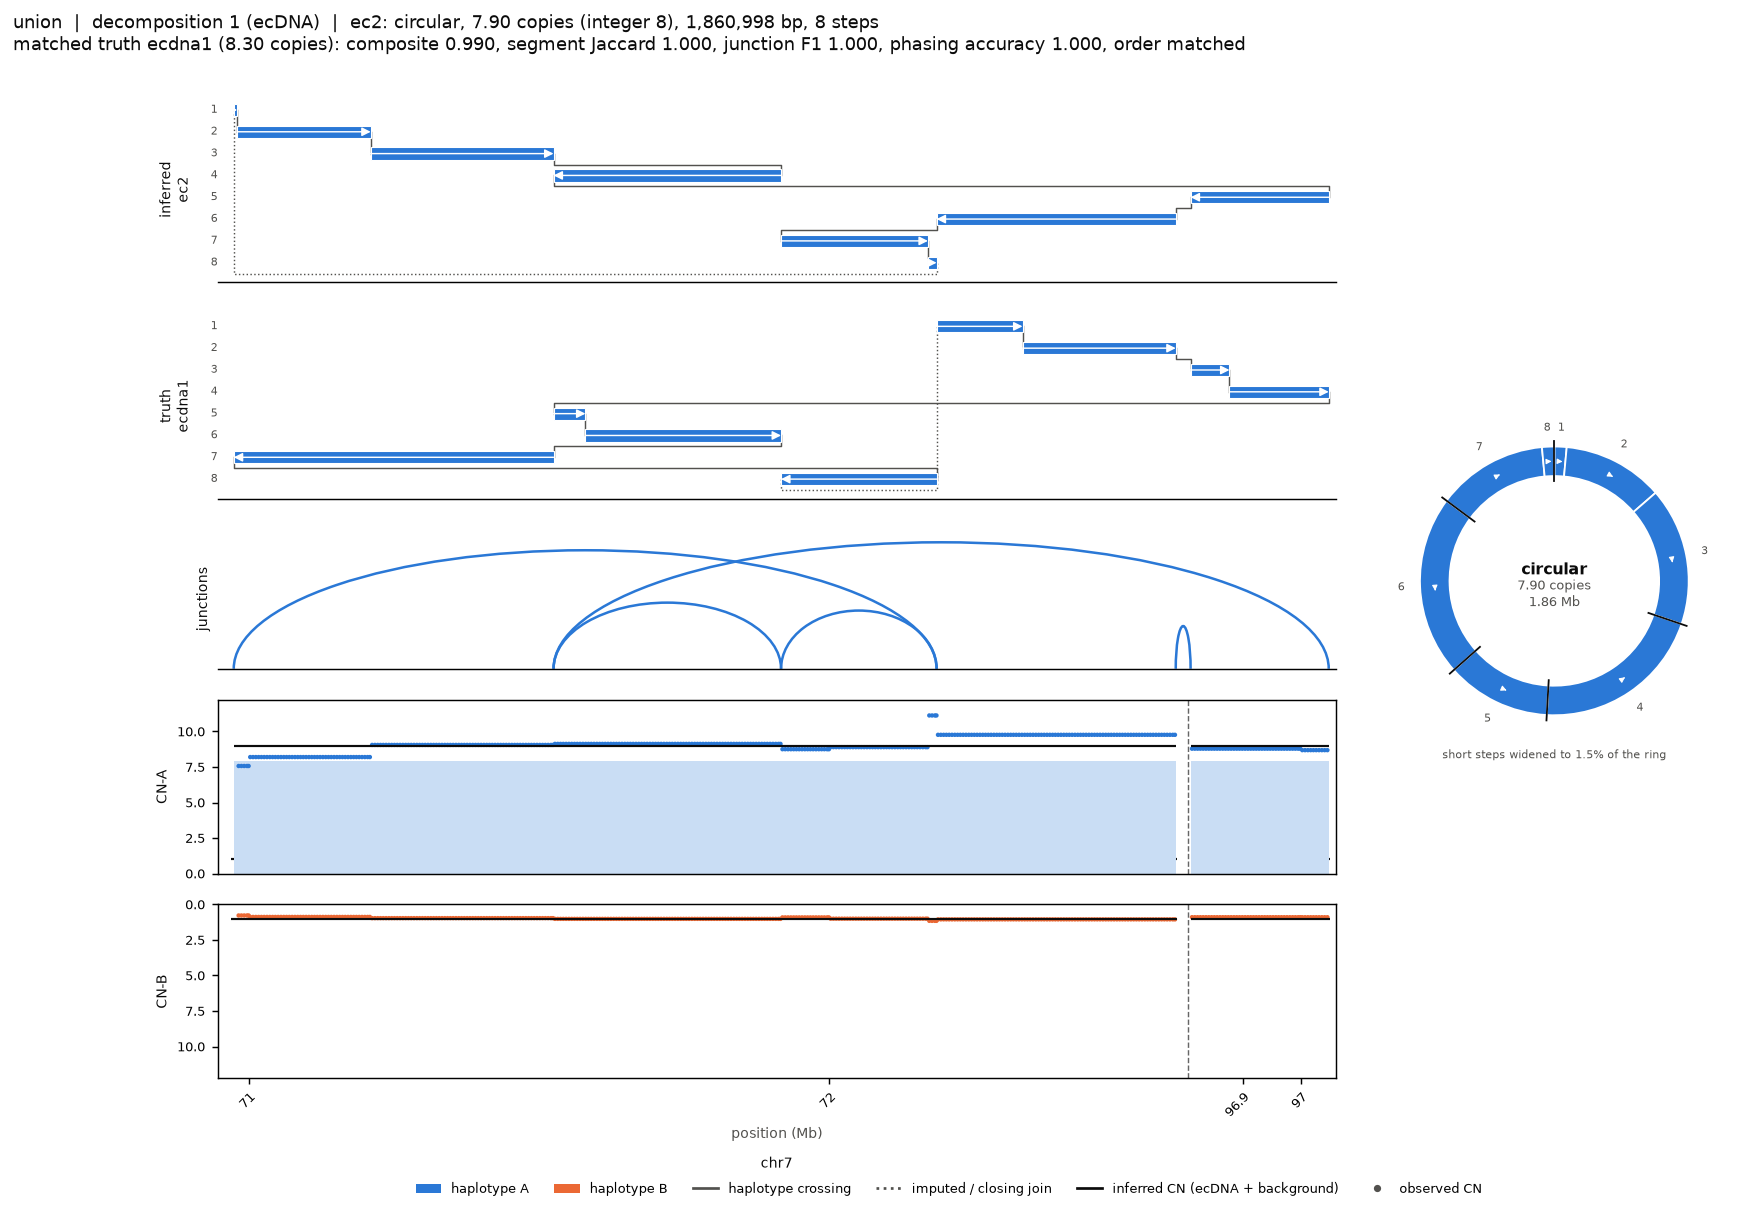 union | decomposition 1 (ecDNA) | ec2: circular, 7.90 copies (integer 8), 1,860,998 bp, 8 steps
matched truth ecdna1 (8.30 copies): composite 0.990, segment Jaccard 1.000, junction F1 1.000, phasing accuracy 1.000, order matched
inferred
ec2
1
2
3
4
5
6
7
8
truth
ecdna1
1
2
3
4
5
6
7
8
junctions
8 1
2
3
4
5
6
7
circular
7.90 copies
1.86 Mb
short steps widened to 1.5% of the ring
CN-A
10.0
7.5
5.0
2.5
0.0
CN-B
0.0
2.5
5.0
7.5
10.0
71
72
96.9
97
position (Mb)
chr7
haplotype A
haplotype B
haplotype crossing
imputed / closing join
inferred CN (ecDNA + background)
observed CN